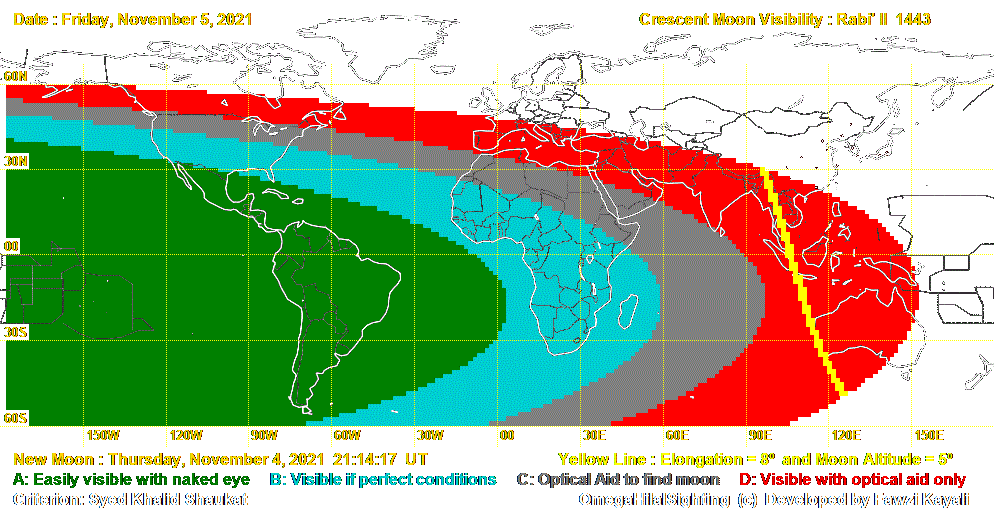 Date : Friday, November 5, 2021 Crescent Moon Visibility : Rabi' II 1443
60N
30N
00
30S
60S
150W 120W 90W 60W 30W 00 30E 60E 90E 120E 150E
New Moon : Thursday, November 4, 2021 21:14:17 UT Yellow Line : Elongation = 8° and Moon Altitude = 5°
A: Easily visible with naked eye B: Visible if perfect conditions C: Optical Aid to find moon D: Visible with optical aid only
Criterion: Syed Khalid Shaukat OmegaHilalSighting (c) Developed by Fawzi Kayali